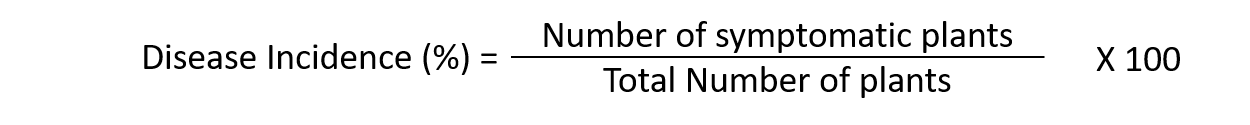 Number of symptomatic plants
Disease Incidence (%) = X 100
Total Number of plants